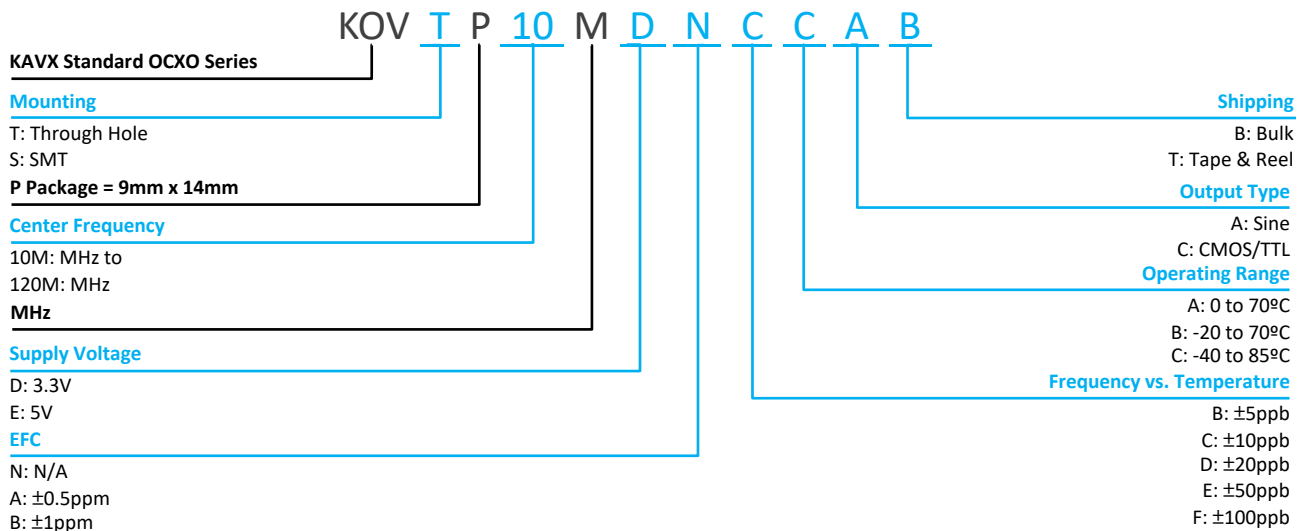 KOV T P 10 M D N C C A B
KAVX Standard OCXO Series
Mounting
T: Through Hole
S: SMT
P Package = 9mm x 14mm
Center Frequency
10M: MHz to
120M: MHz
MHz
Supply Voltage
D: 3.3V
E: 5V
EFC
N: N/A
A: ±0.5ppm
B: ±1ppm
Shipping
B: Bulk
T: Tape & Reel
Output Type
A: Sine
C: CMOS/TTL
Operating Range
A: 0 to 70ºC
B: -20 to 70ºC
C: -40 to 85ºC
Frequency vs. Temperature
B: ±5ppb
C: ±10ppb
D: ±20ppb
E: ±50ppb
F: ±100ppb